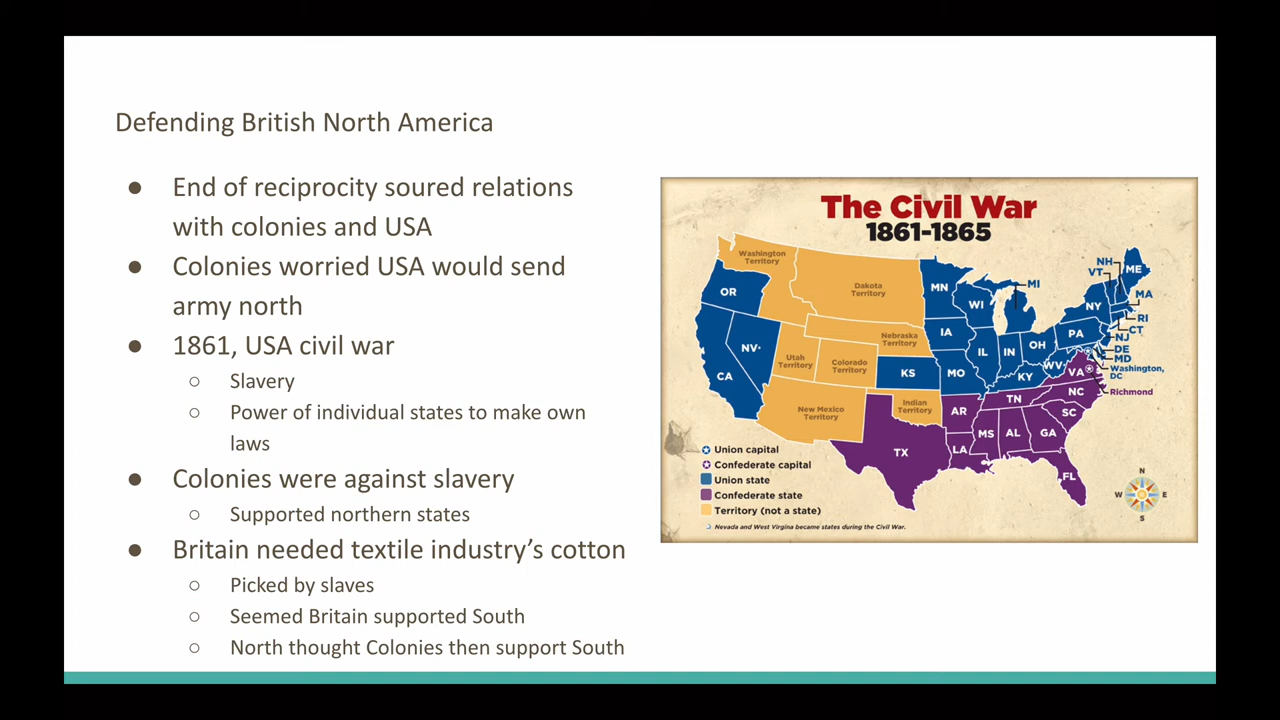 Defending British North America
● End of reciprocity soured relations
with colonies and USA
● Colonies worried USA would send
army north
● 1861, USA civil war
○ Slavery
○ Power of individual states to make own
laws
● Colonies were against slavery
○ Supported northern states
● Britain needed textile industry’s cotton
○ Picked by slaves
○ Seemed Britain supported South
○ North thought Colonies then support South
The Civil War
1861-1865
Washington
Territory
Dakota
Territory
Nebraska
Territory
Utah
Territory
Colorado
Territory
New Mexico
Territory
Indian
Territory
OR
NV*
CA
MN
WI
MI
IA
IL
IN
OH
KS
MO
KY
WV
PA
NY
NH
VT
ME
MA
RI
CT
NJ
DE
MD
Washington,
DC
VA
Richmond
NC
TN
SC
AR
MS
AL
GA
LA
TX
FL
Union capital
Confederate capital
Union state
Confederate state
Territory (not a state)
Nevada and West Virgina became states during the Civil War.
N
W E
S